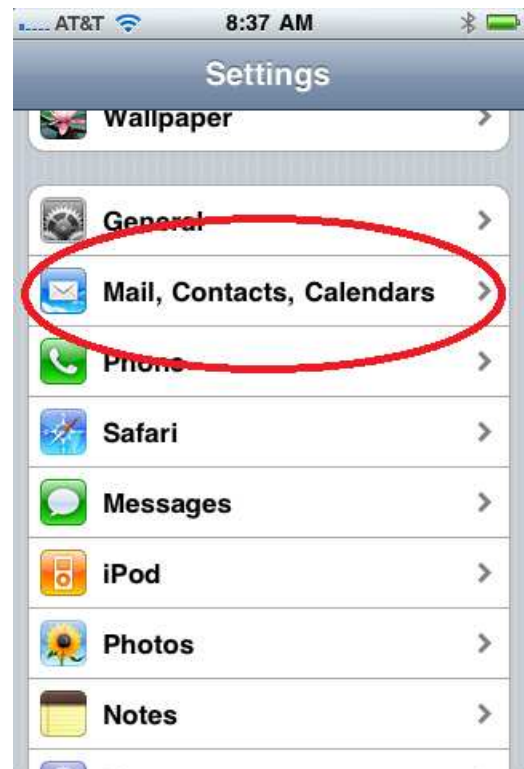 AT&T 8:37 AM
Settings
Wallpaper
General
Mail, Contacts, Calendars
Phone
Safari
Messages
iPod
Photos
Notes